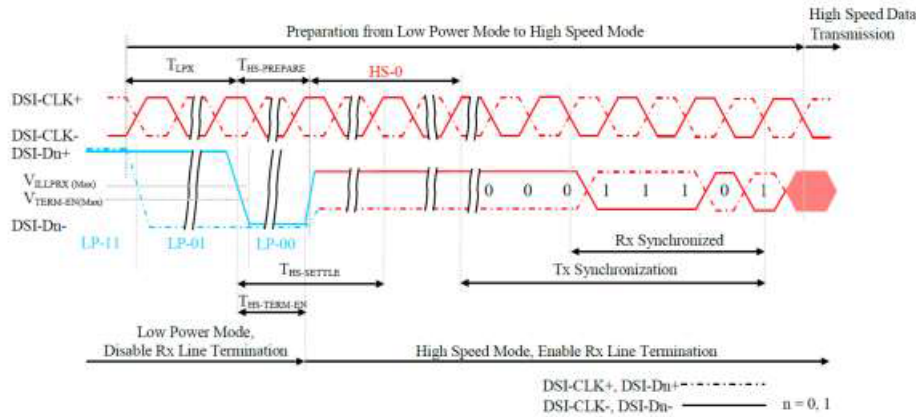 Preparation from Low Power Mode to High Speed Mode
High Speed Data
Transmission
TLPX
THS-PREPARE
HS-0
DSI-CLK+
DSI-CLK-
DSI-Dn+
VILLPRX (Max)
VTERM-EN(Max)
DSI-Dn-
0 0 0 1 1 1 0 1
LP-11
LP-01
LP-00
Rx Synchronized
THS-SETTLE
Tx Synchronization
THS-TERM-EN
Low Power Mode,
Disable Rx Line Termination
High Speed Mode, Enable Rx Line Termination
DSI-CLK+, DSI-Dn+
DSI-CLK-, DSI-Dn-
n = 0, 1